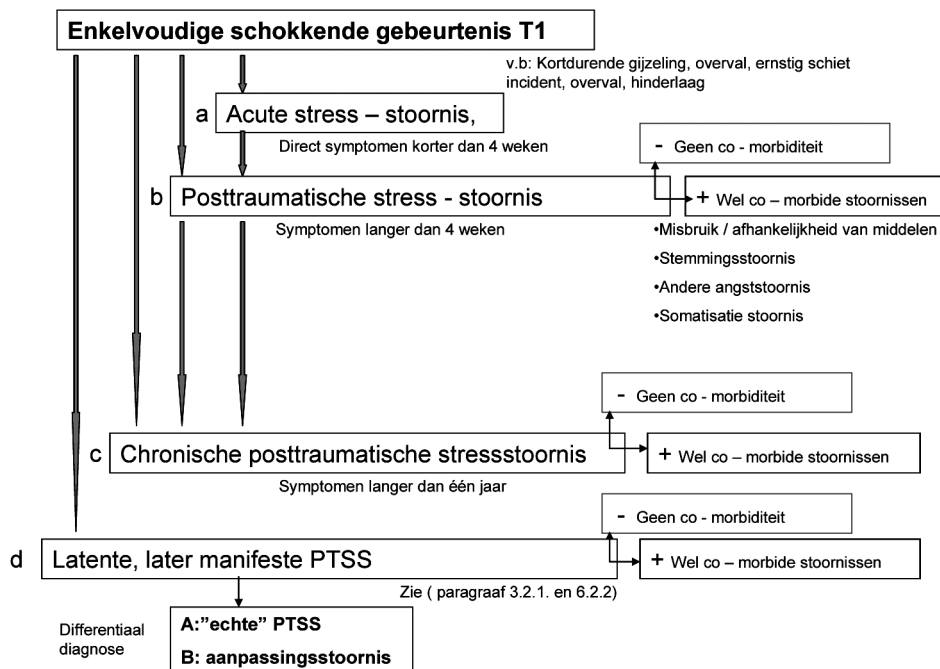 Enkelvoudige schokkende gebeurtenis T1
v.b: Kortdurende gijzeling, overval, ernstig schiet
incident, overval, hinderlaag
a Acute stress – stoornis,
Direct symptomen korter dan 4 weken
- Geen co - morbiditeit
b Posttraumatische stress - stoornis
+ Wel co – morbide stoornissen
Symptomen langer dan 4 weken
•Misbruik / afhankelijkheid van middelen
•Stemmingsstoornis
•Andere angststoornis
•Somatisatie stoornis
- Geen co - morbiditeit
c Chronische posttraumatische stressstoornis
+ Wel co – morbide stoornissen
Symptomen langer dan één jaar
- Geen co – morbiditeit
d Latente, later manifeste PTSS
+ Wel co – morbide stoornissen
Zie ( paragraaf 3.2.1. en 6.2.2)
Differentiaal
diagnose
A:”echte” PTSS
B: aanpassingsstoornis